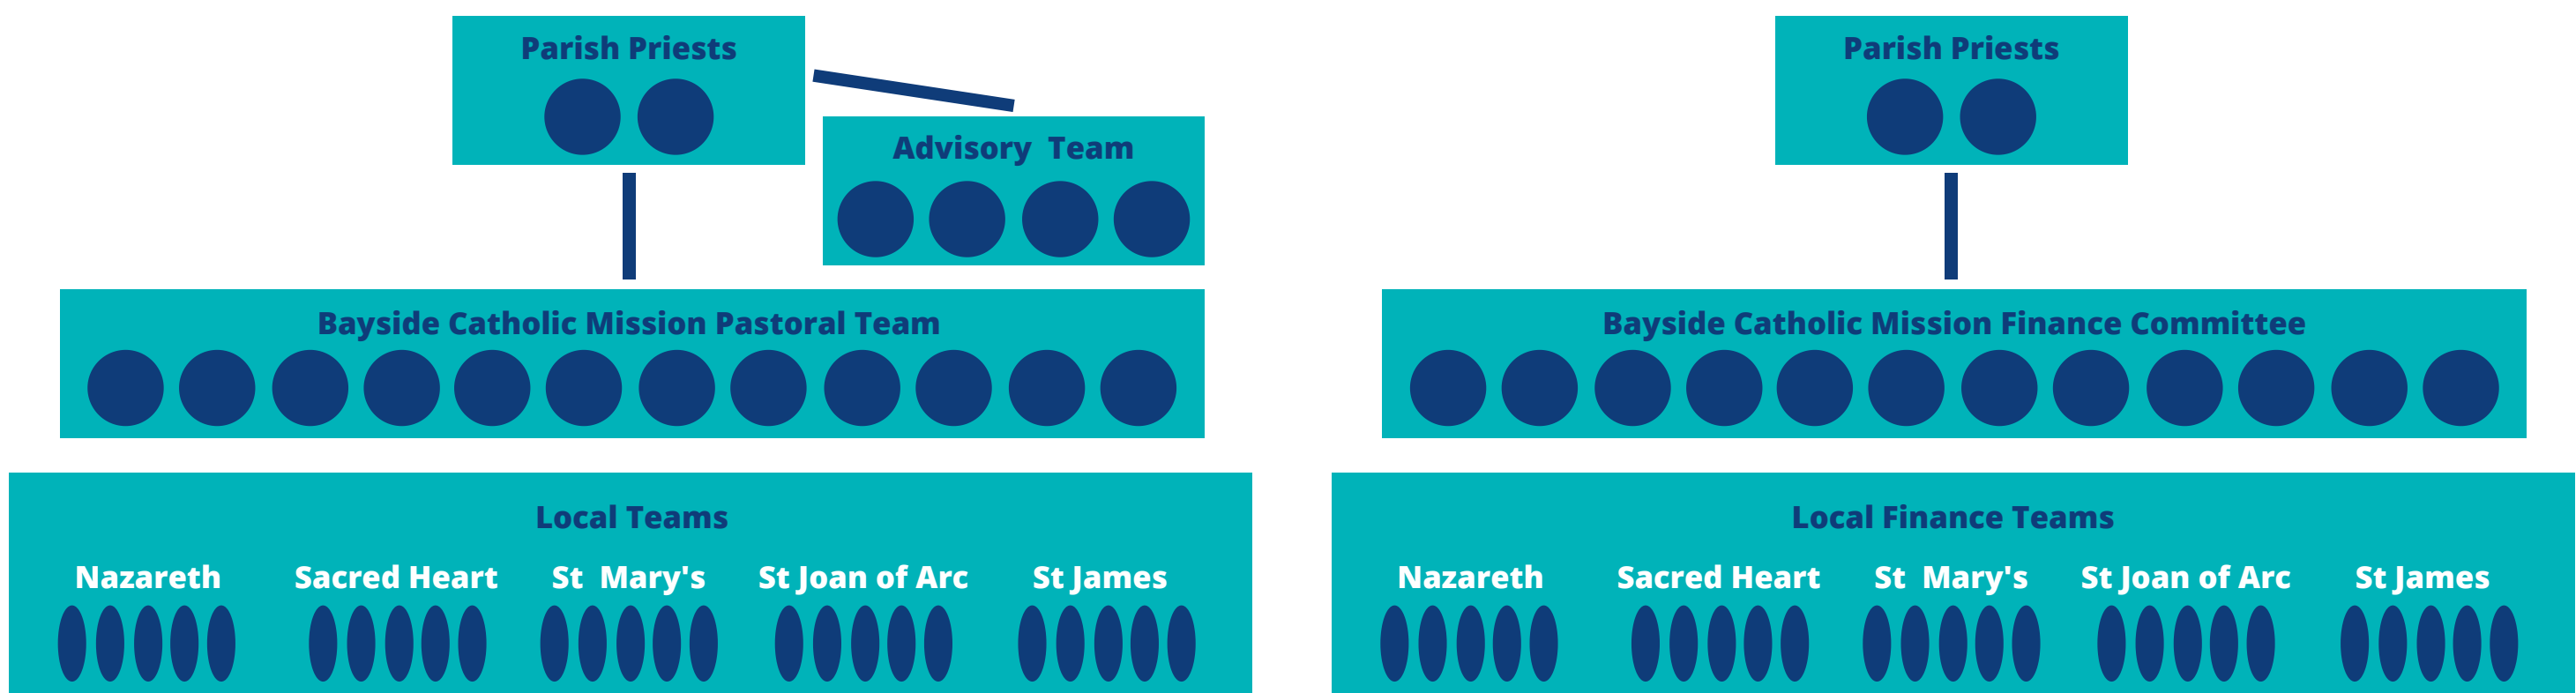 Parish Priests
Advisory  Team
Bayside Catholic Mission Pastoral Team
Local Teams
Nazareth
Sacred Heart
St  Mary's
St Joan of Arc
St James
Parish Priests
Bayside Catholic Mission Finance Committee
Local Finance Teams
Nazareth
Sacred Heart
St  Mary's
St Joan of Arc
St James